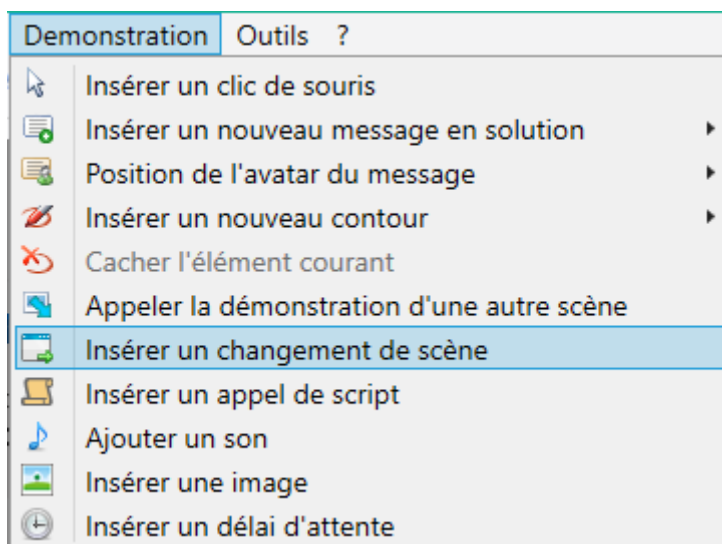 Demonstration Outils ?
Insérer un clic de souris
Insérer un nouveau message en solution
Position de l'avatar du message
Insérer un nouveau contour
Cacher l'élément courant
Appeler la démonstration d'une autre scène
Insérer un changement de scène
Insérer un appel de script
Ajouter un son
Insérer une image
Insérer un délai d'attente